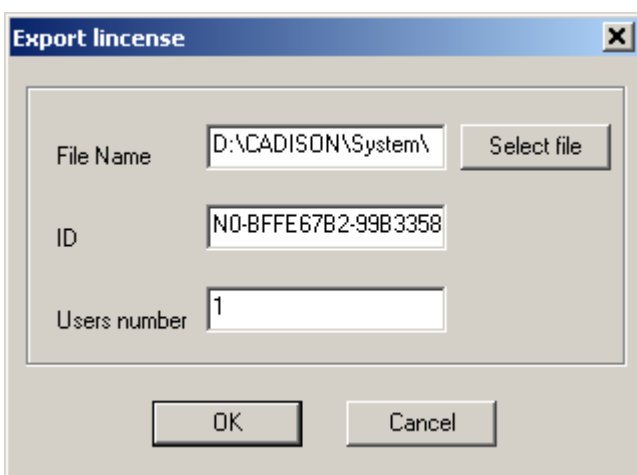 Export lincense
File Name D:\CADISON\System\ Select file
ID N0-BFFE67B2-99B3358
Users number 1
OK Cancel